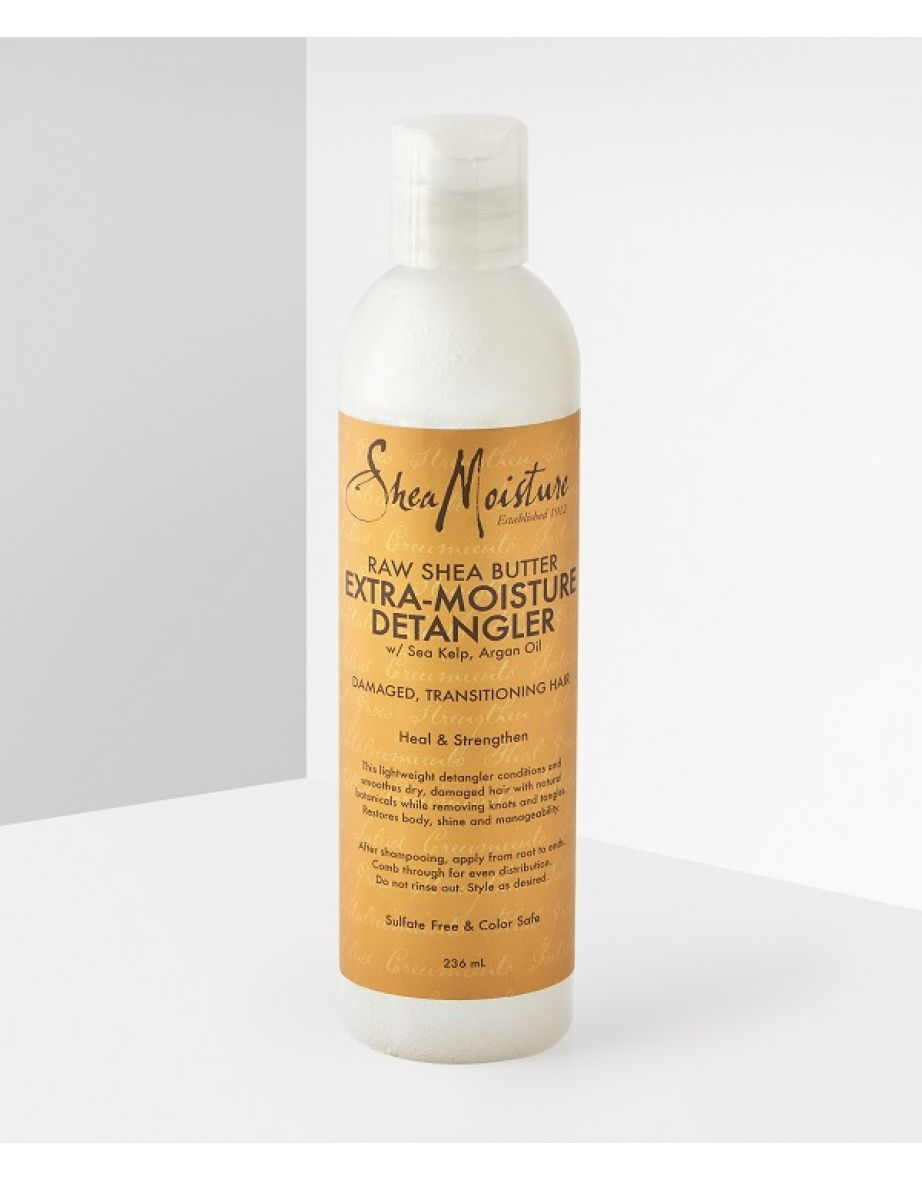 Shea Moisture
Established 1912
RAW SHEA BUTTER
EXTRA-MOISTURE
DETANGLER
w/ Sea Kelp, Argan Oil
DAMAGED, TRANSITIONING HAIR
Heal & Strengthen
This lightweight detangler conditions and
smoothes dry, damaged hair with natural
botanicals while removing knots and tangles.
Restores body, shine and manageability.
After shampooing, apply from root to ends.
Comb through for even distribution.
Do not rinse out. Style as desired.
Sulfate Free & Color Safe
236 mL